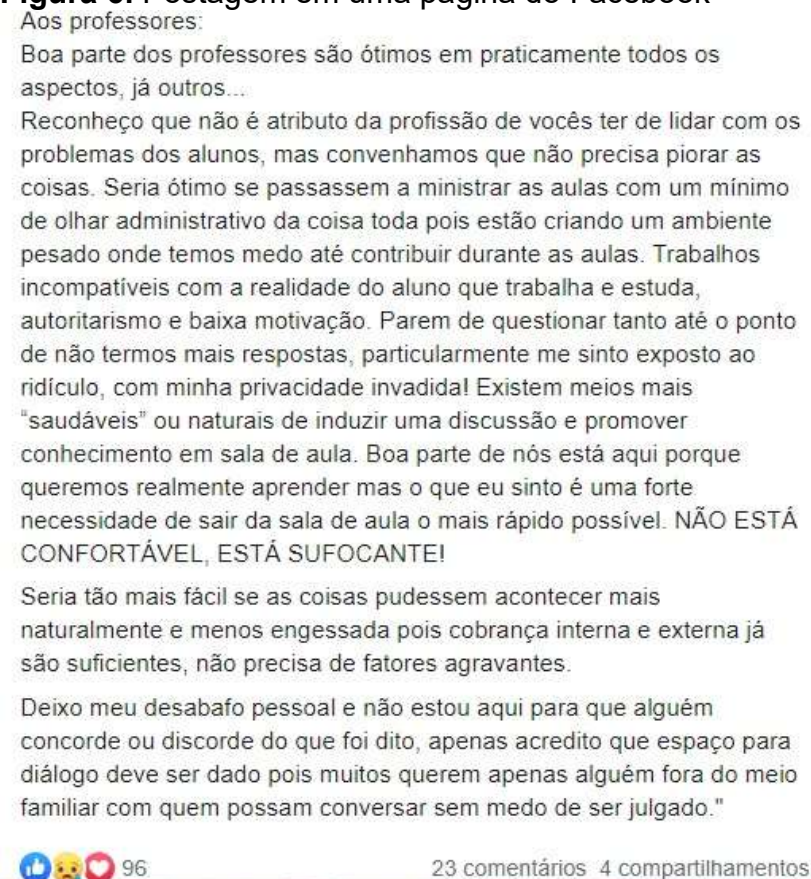 Figura 6. Postagem em uma página do Facebook
Aos professores:
Boa parte dos professores são ótimos em praticamente todos os
aspectos, já outros...
Reconheço que não é atributo da profissão de vocês ter de lidar com os
problemas dos alunos, mas convenhamos que não precisa piorar as
coisas. Seria ótimo se passassem a ministrar as aulas com um mínimo
de olhar administrativo da coisa toda pois estão criando um ambiente
pesado onde temos medo até contribuir durante as aulas. Trabalhos
incompatíveis com a realidade do aluno que trabalha e estuda,
autoritarismo e baixa motivação. Parem de questionar tanto até o ponto
de não termos mais respostas, particularmente me sinto exposto ao
ridículo, com minha privacidade invadida! Existem meios mais
“saudáveis” ou naturais de induzir uma discussão e promover
conhecimento em sala de aula. Boa parte de nós está aqui porque
queremos realmente aprender mas o que eu sinto é uma forte
necessidade de sair da sala de aula o mais rápido possível. NÃO ESTÁ
CONFORTÁVEL, ESTÁ SUFOCANTE!
Seria tão mais fácil se as coisas pudessem acontecer mais
naturalmente e menos engessada pois cobrança interna e externa já
são suficientes, não precisa de fatores agravantes.
Deixo meu desabafo pessoal e não estou aqui para que alguém
concorde ou discorde do que foi dito, apenas acredito que espaço para
diálogo deve ser dado pois muitos querem apenas alguém fora do meio
familiar com quem possam conversar sem medo de ser julgado."
96 23 comentários 4 compartilhamentos